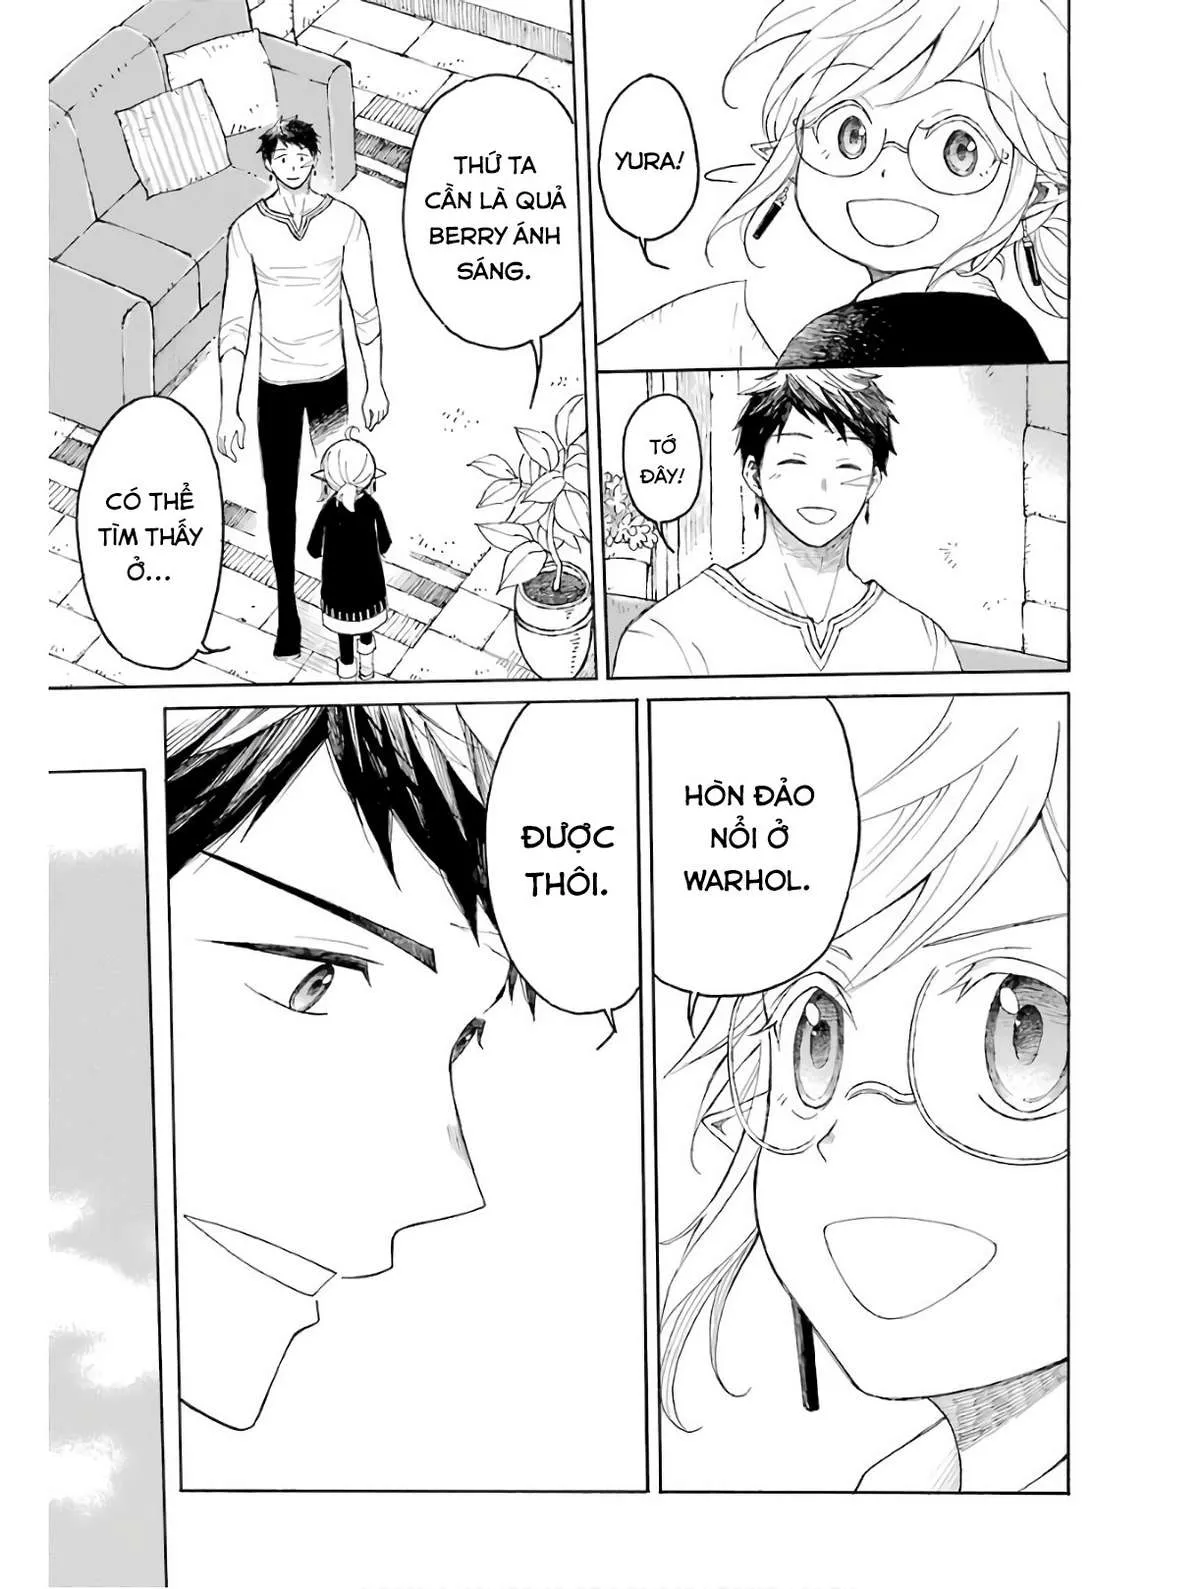 YURA!
TỚ
ĐÂY!
THỨ TA
CẦN LÀ QUẢ
BERRY ÁNH
SÁNG.
CÓ THỂ
TÌM THẤY
Ở...
HÒN ĐẢO
NỔI Ở
WARHOL.
ĐƯỢC
THÔI.